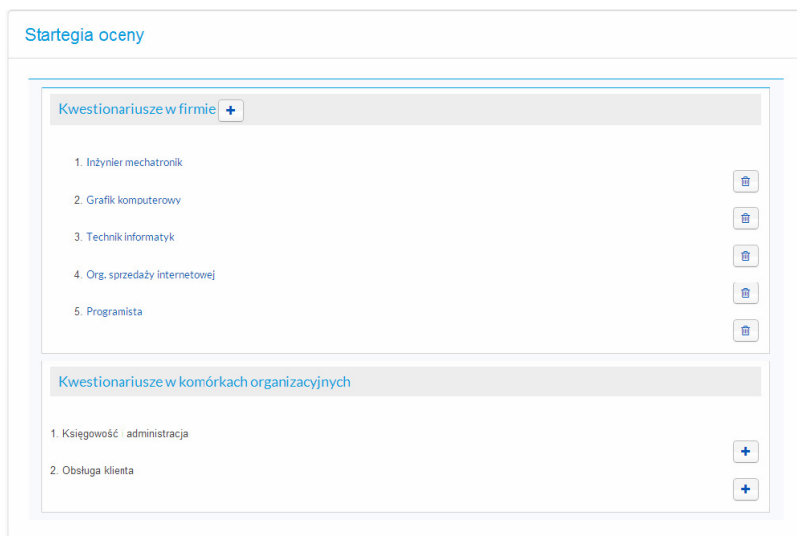 Startegia oceny
Kwestionariusze w firmie
1. Inżynier mechatronik
2. Grafik komputerowy
3. Technik informatyk
4. Org. sprzedaży internetowej
5. Programista
Kwestionariusze w komórkach organizacyjnych
1. Księgowość i administracja
2. Obsługa klienta